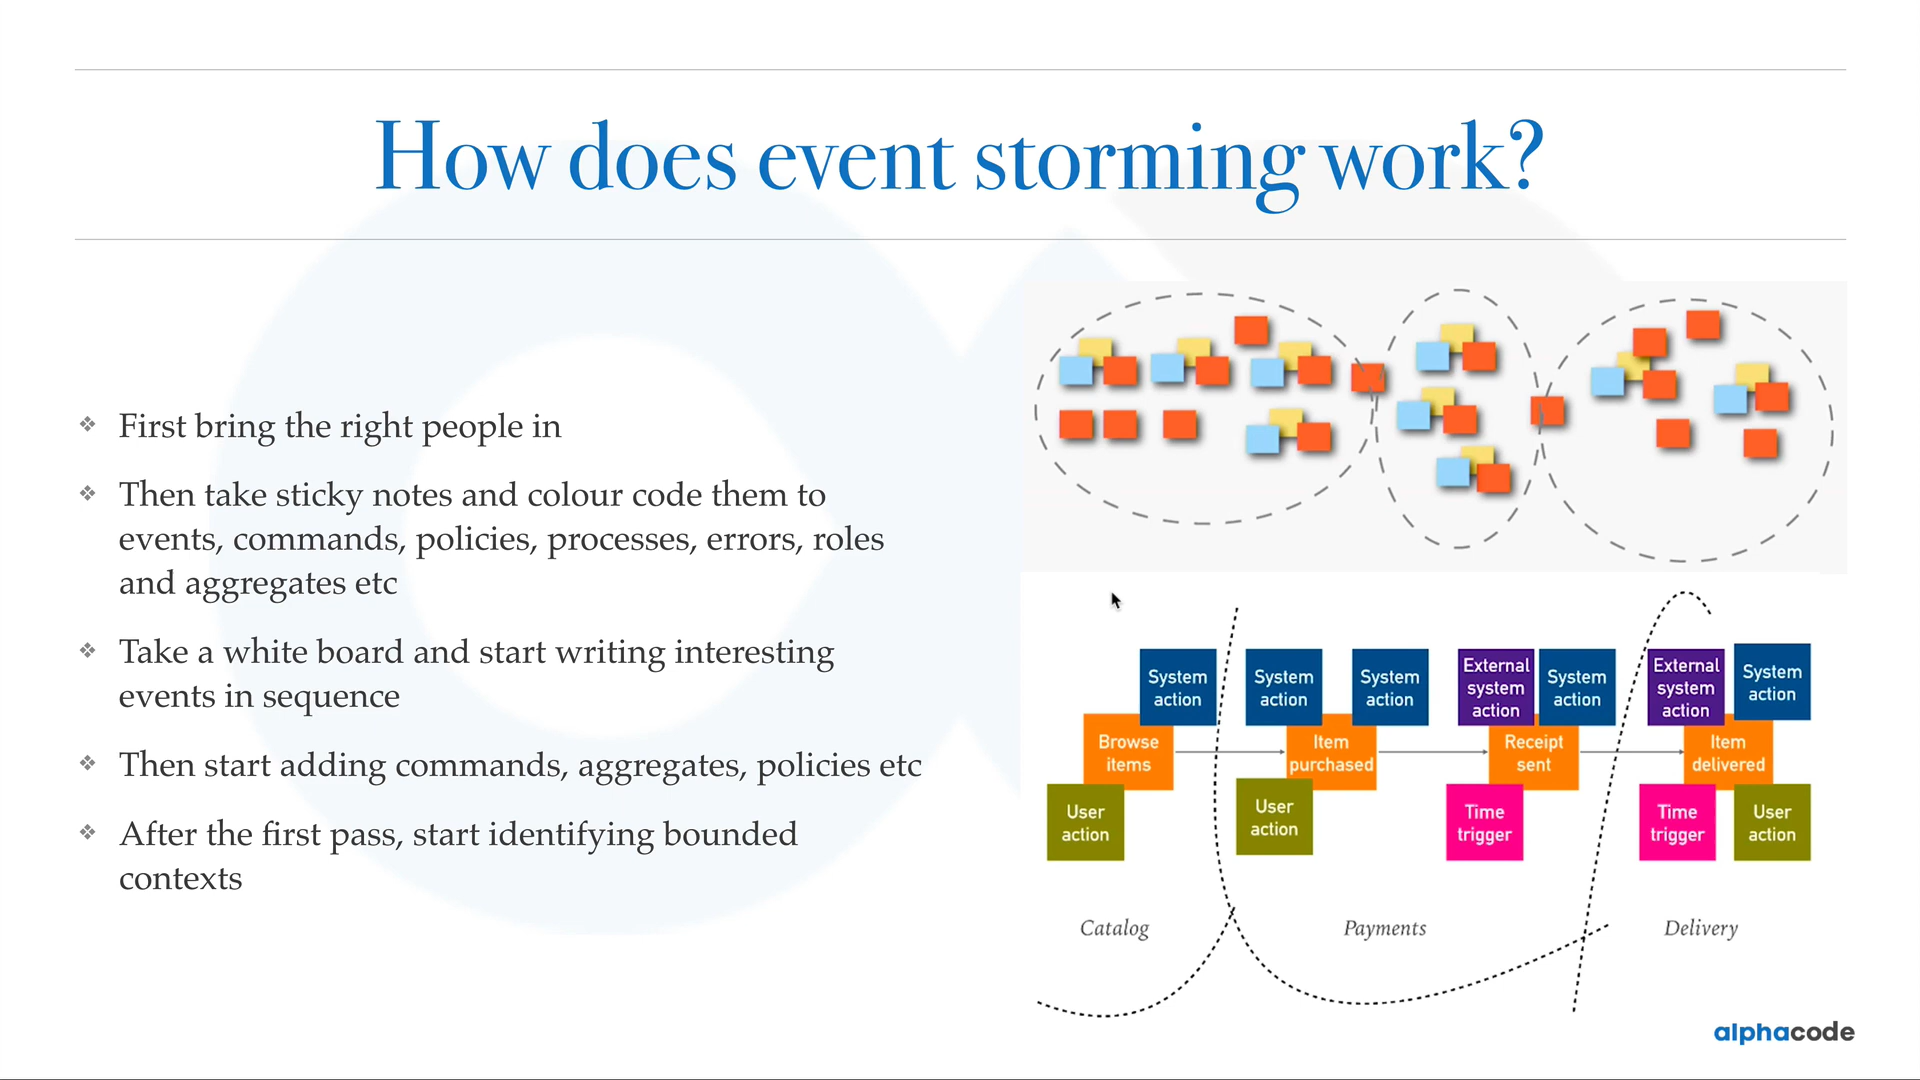 How does event storming work?
First bring the right people in
Then take sticky notes and colour code them to
events, commands, policies, processes, errors, roles
and aggregates etc
Take a white board and start writing interesting
events in sequence
Then start adding commands, aggregates, policies etc
After the first pass, start identifying bounded
contexts
System
action
System
action
System
action
External
system
action
System
action
External
system
action
System
action
Browse
items
Item
purchased
Receipt
sent
Item
delivered
User
action
User
action
Time
trigger
Time
trigger
User
action
Catalog
Payments
Delivery
alphacode